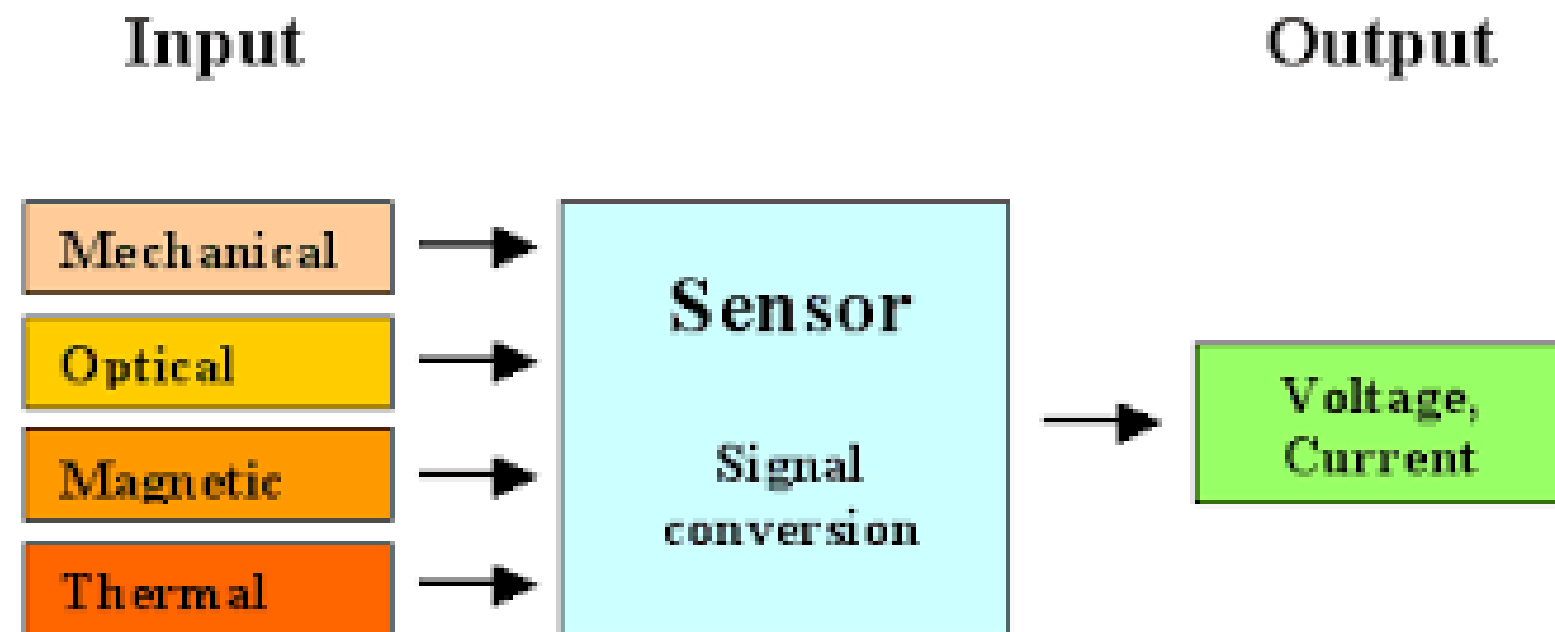 Input
Output
Mechanical
Optical
Magnetic
Thermal
Sensor
Signal
conversion
Voltage,
Current